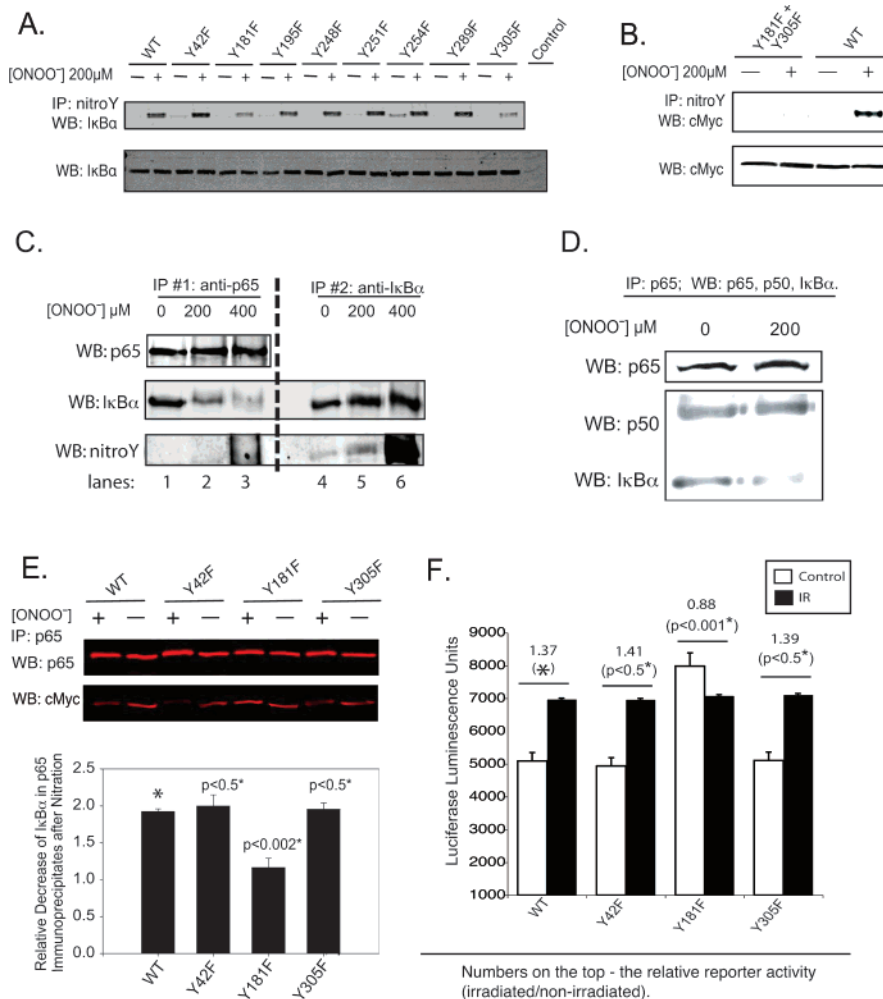 A.
WT Y42F Y181F Y195F Y248F Y251F Y254F Y289F Y305F Control
[ONOO⁻] 200μM — + — + — + — + — + — + — + — + — +
IP: nitroY
WB: IκBα
WB: IκBα
B.
Y181F + Y305F WT
[ONOO⁻] 200μM — + — +
IP: nitroY
WB: cMyc
WB: cMyc
C.
IP #1: anti-p65 IP #2: anti-IκBα
[ONOO⁻] μM 0 200 400 0 200 400
WB: p65
WB: IκBα
WB: nitroY
lanes: 1 2 3 4 5 6
D.
IP: p65; WB: p65, p50, IκBα.
[ONOO⁻] μM 0 200
WB: p65
WB: p50
WB: IκBα
E.
WT Y42F Y181F Y305F
[ONOO⁻] + — + — + — + —
IP: p65
WB: p65
WB: cMyc
Relative Decrease of IκBα in p65
Immunoprecipitates after Nitration
2.5
2.0
1.5
1.0
0.5
0.0
*
p<0.5*
p<0.002*
p<0.5*
WT Y42F Y181F Y305F
F.
Control
IR
Luciferase Luminescence Units
9000
8000
7000
6000
5000
4000
3000
2000
1000
1.37
(*)
1.41
(p<0.5*)
0.88
(p<0.001*)
1.39
(p<0.5*)
WT Y42F Y181F Y305F
Numbers on the top - the relative reporter activity
(irradiated/non-irradiated).